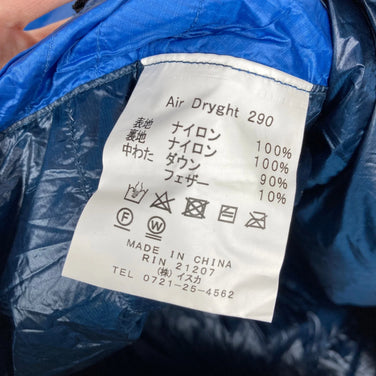 Air Dryght 290
表地 ナイロン 100%
裏地 ナイロン 100%
中わた ダウン 90%
フェザー 10%
F W
MADE IN CHINA
RIN 21207
(株)イスカ
TEL 0721-25-4562